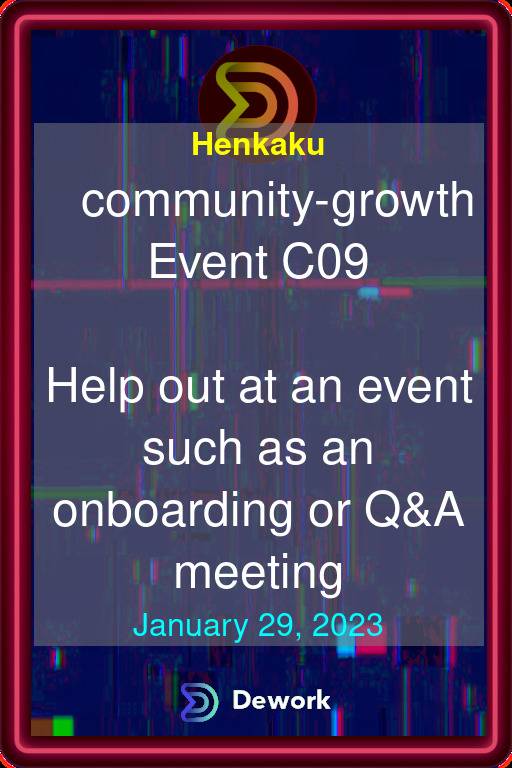 Henkaku
community-growth
Event C09
Help out at an event
such as an
onboarding or Q&A
meeting
January 29, 2023
Dework